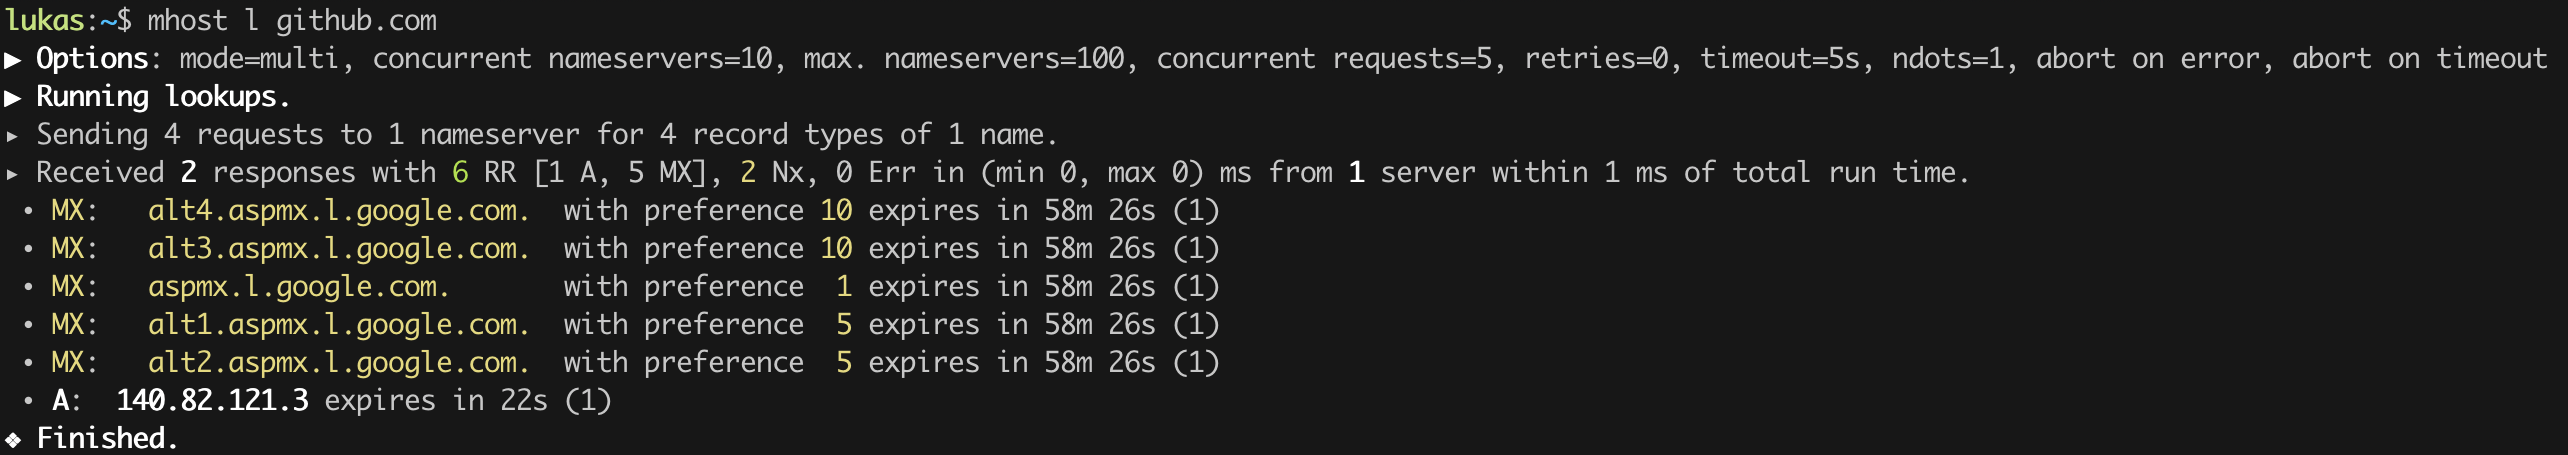 lukas:~$ mhost l github.com
▶ Options: mode=multi, concurrent nameservers=10, max. nameservers=100, concurrent requests=5, retries=0, timeout=5s, ndots=1, abort on error, abort on timeout
▶ Running lookups.
▸ Sending 4 requests to 1 nameserver for 4 record types of 1 name.
▸ Received 2 responses with 6 RR [1 A, 5 MX], 2 Nx, 0 Err in (min 0, max 0) ms from 1 server within 1 ms of total run time.
• MX:   alt4.aspmx.l.google.com.  with preference 10 expires in 58m 26s (1)
• MX:   alt3.aspmx.l.google.com.  with preference 10 expires in 58m 26s (1)
• MX:   aspmx.l.google.com.       with preference  1 expires in 58m 26s (1)
• MX:   alt1.aspmx.l.google.com.  with preference  5 expires in 58m 26s (1)
• MX:   alt2.aspmx.l.google.com.  with preference  5 expires in 58m 26s (1)
• A:  140.82.121.3 expires in 22s (1)
❖ Finished.